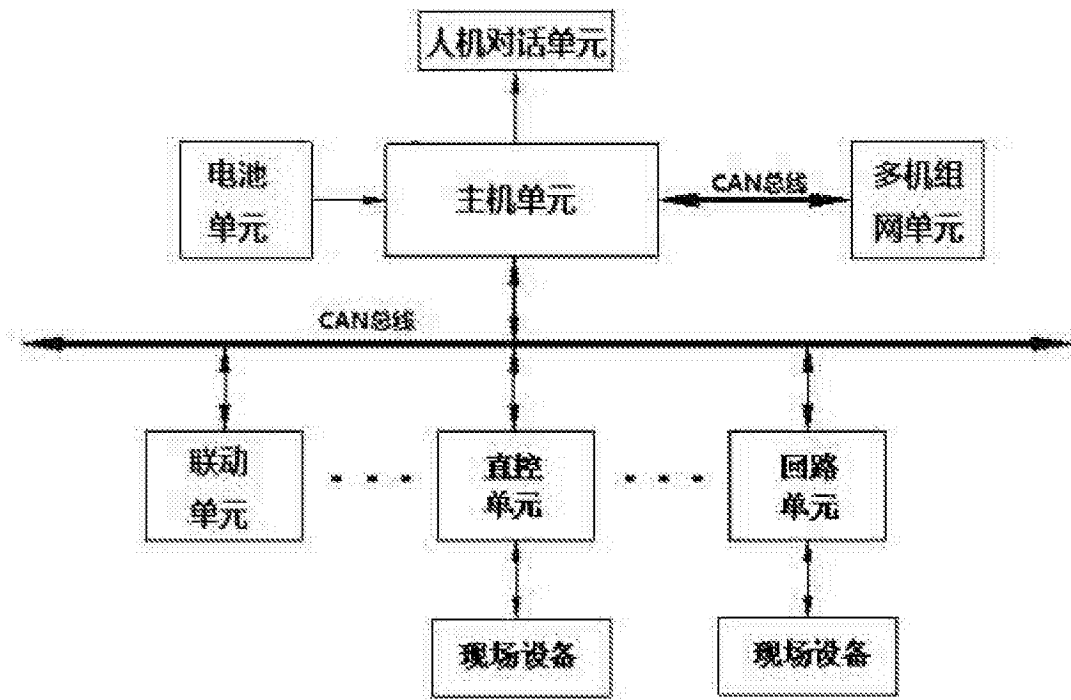 人机对话单元
电池
单元
主机单元
CAN总线
多机组
网单元
CAN总线
联动
单元
直控
单元
回路
单元
现场设备
现场设备